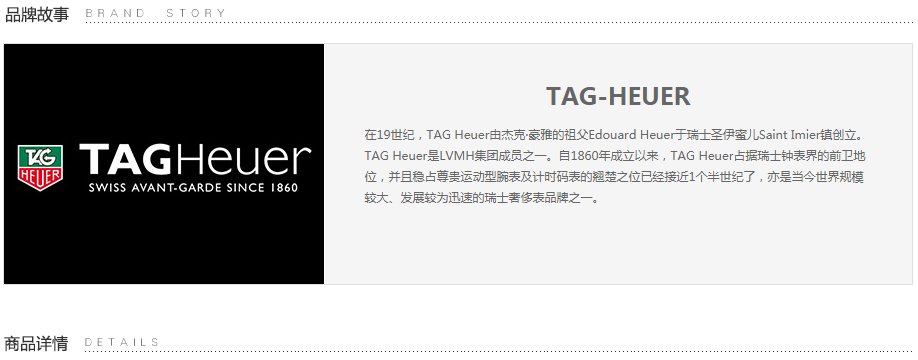 品牌故事 BRAND STORY
TAG HEUER
TAGHeuer
SWISS AVANT-GARDE SINCE 1860
TAG-HEUER
在19世纪，TAG Heuer由杰克·豪雅的祖父Edouard Heuer于瑞士圣伊蜜儿Saint Imier镇创立。
TAG Heuer是LVMH集团成员之一。自1860年成立以来，TAG Heuer占据瑞士钟表界的前卫地
位，并且稳占尊贵运动型腕表及计时码表的翘楚之位已经接近1个半世纪了，亦是当今世界规模
较大、发展较为迅速的瑞士奢侈表品牌之一。
商品详情 DETAILS